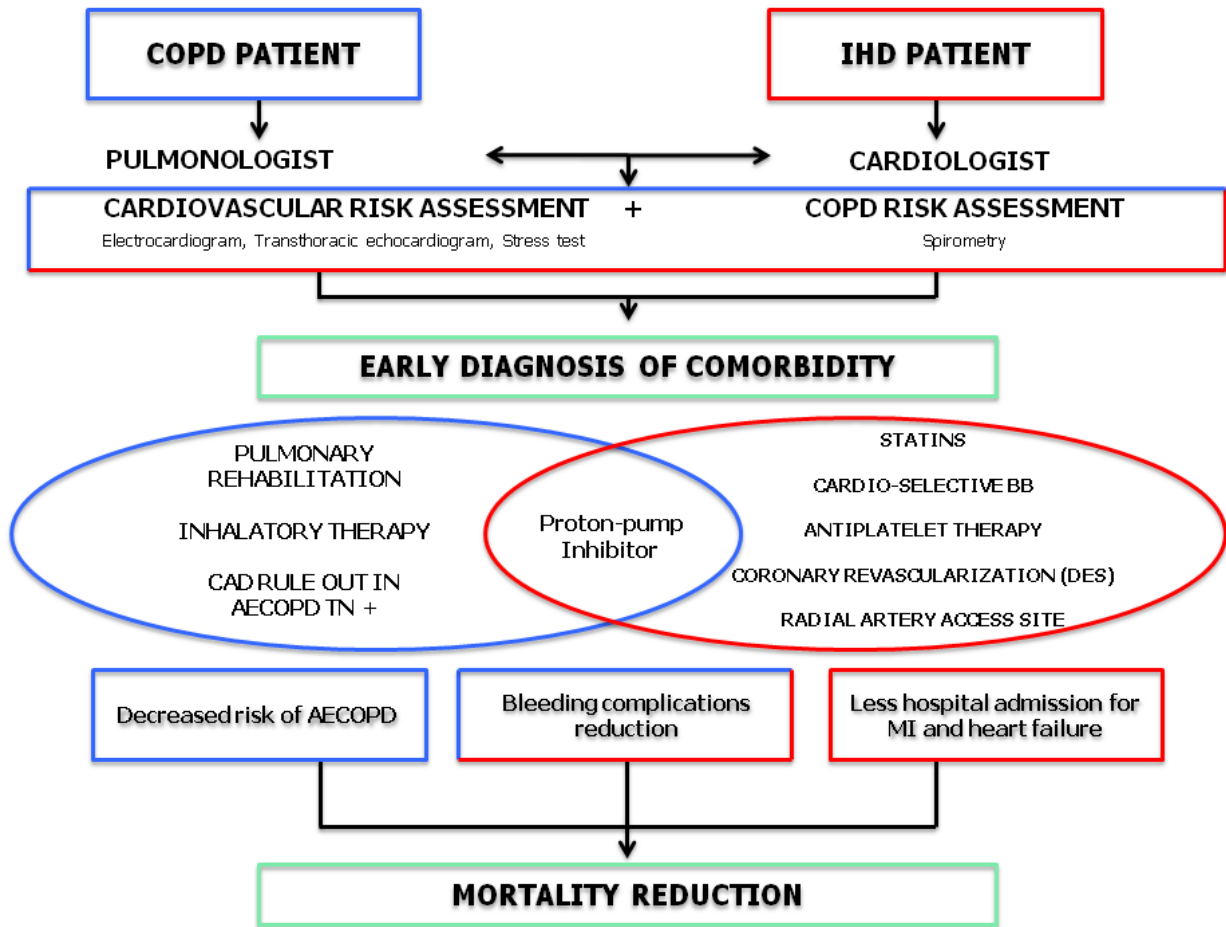 COPD PATIENT
IHD PATIENT
PULMONOLOGIST
CARDIOLOGIST
CARDIOVASCULAR RISK ASSESSMENT +
COPD RISK ASSESSMENT
Electrocardiogram, Transthoracic echocardiogram, Stress test
Spirometry
EARLY DIAGNOSIS OF COMORBIDITY
PULMONARY
REHABILITATION
INHALATORY THERAPY
CAD RULE OUT IN
AECOPD TN +
Proton-pump
Inhibitor
STATINS
CARDIO-SELECTIVE BB
ANTIPLATELET THERAPY
CORONARY REVASCULARIZATION (DES)
RADIAL ARTERY ACCESS SITE
Decreased risk of AECOPD
Bleeding complications
reduction
Less hospital admission for
MI and heart failure
MORTALITY REDUCTION